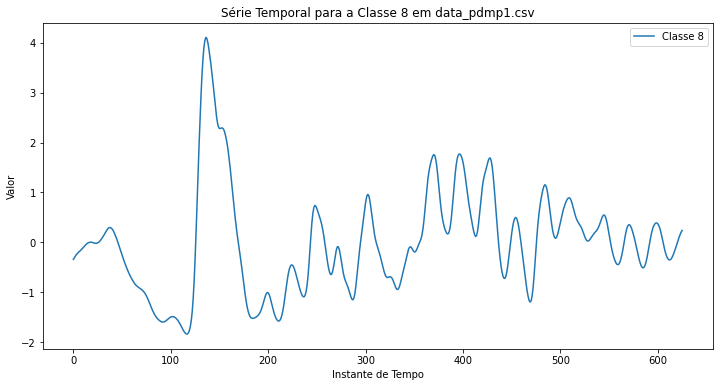 Série Temporal para a Classe 8 em data_pdmp1.csv
Classe 8
Valor
4
3
2
1
0
−1
−2
0 100 200 300 400 500 600
Instante de Tempo